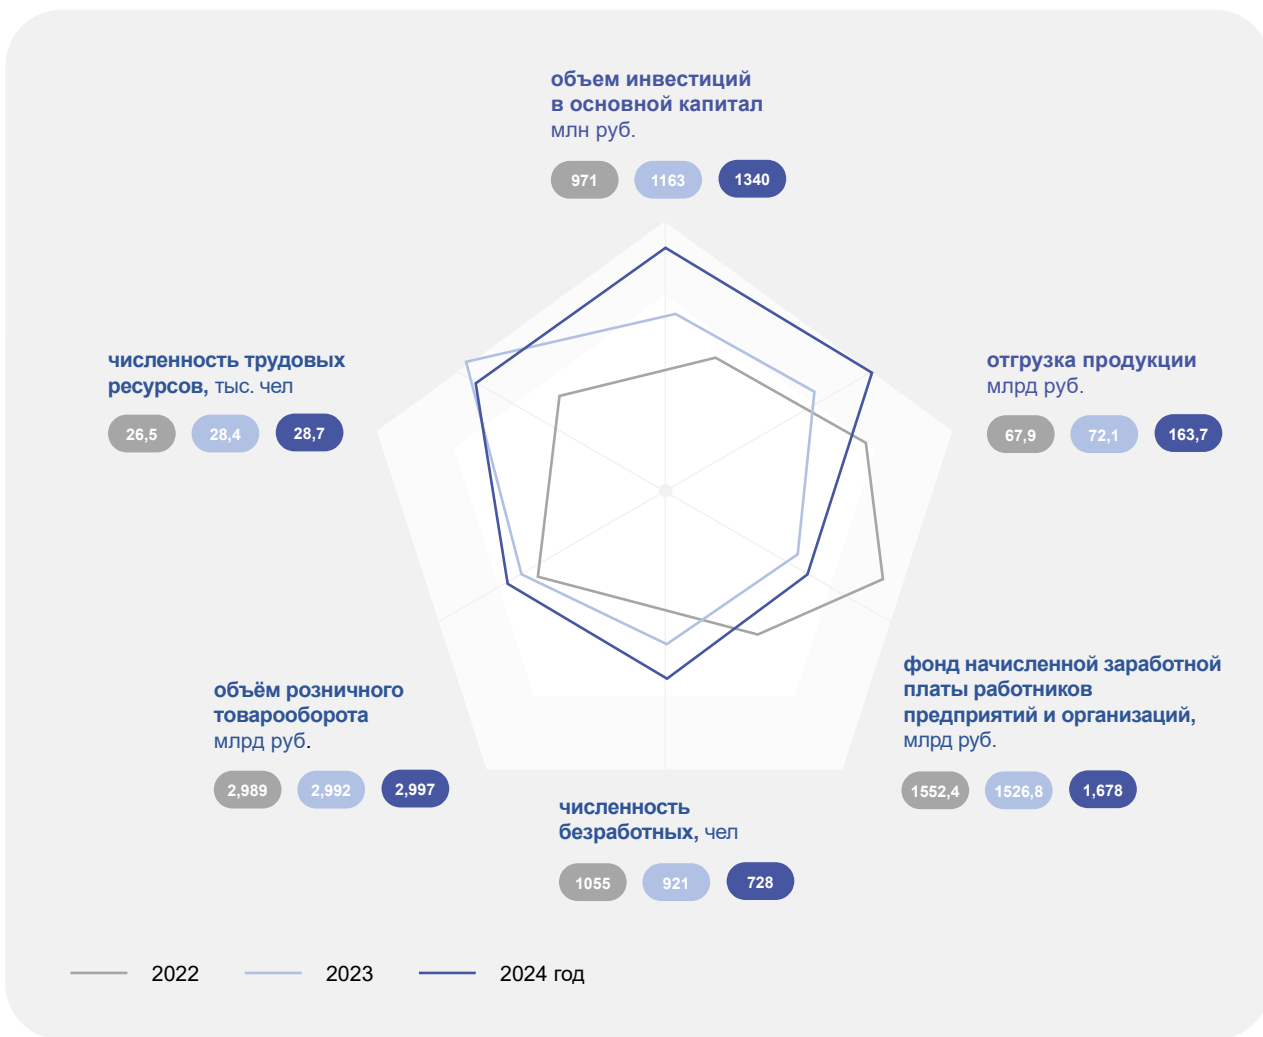 объем инвестиций
в основной капитал
млн руб.
971 1163 1340
численность трудовых
ресурсов, тыс. чел
26,5 28,4 28,7
отгрузка продукции
млрд руб.
67,9 72,1 163,7
объём розничного
товарооборота
млрд руб.
2,989 2,992 2,997
фонд начисленной заработной
платы работников
предприятий и организаций,
млрд руб.
1552,4 1526,8 1,678
численность
безработных, чел
1055 921 728
2022 2023 2024 год